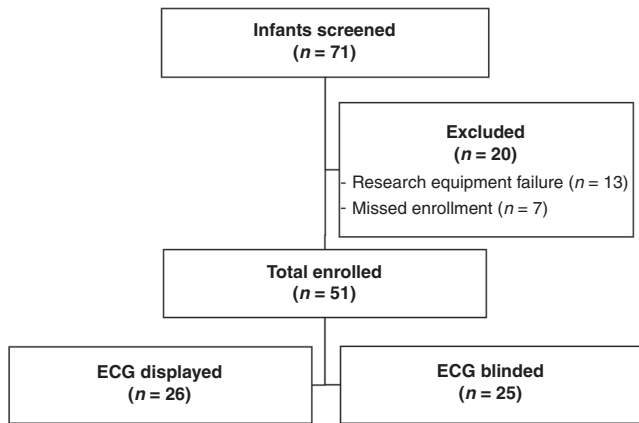 Infants screened
(n = 71)
Excluded
(n = 20)
- Research equipment failure (n = 13)
- Missed enrollment (n = 7)
Total enrolled
(n = 51)
ECG displayed
(n = 26)
ECG blinded
(n = 25)